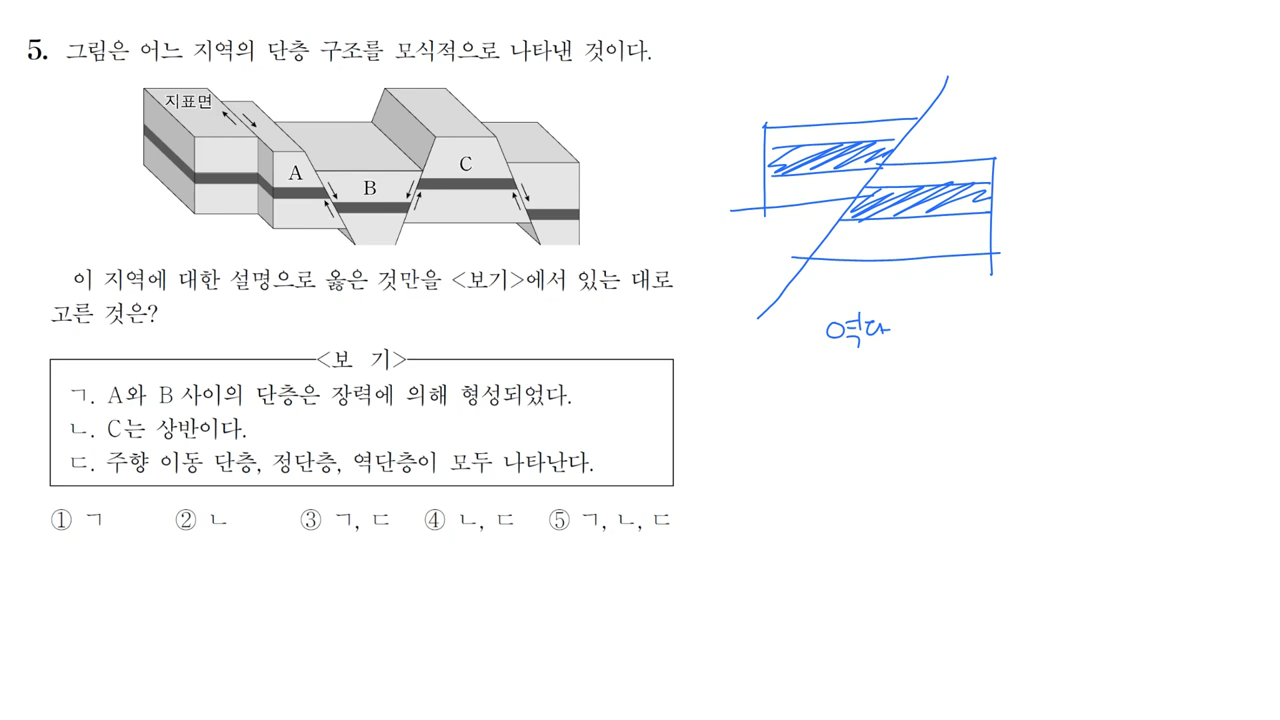 5. 그림은 어느 지역의 단층 구조를 모식적으로 나타낸 것이다.
지표면
A
B
C
이 지역에 대한 설명으로 옳은 것만을 <보기>에서 있는 대로
고른 것은?
<보 기>
ㄱ. A와 B 사이의 단층은 장력에 의해 형성되었다.
ㄴ. C는 상반이다.
ㄷ. 주향 이동 단층, 정단층, 역단층이 모두 나타난다.
① ㄱ ② ㄴ ③ ㄱ, ㄷ ④ ㄴ, ㄷ ⑤ ㄱ, ㄴ, ㄷ
역다